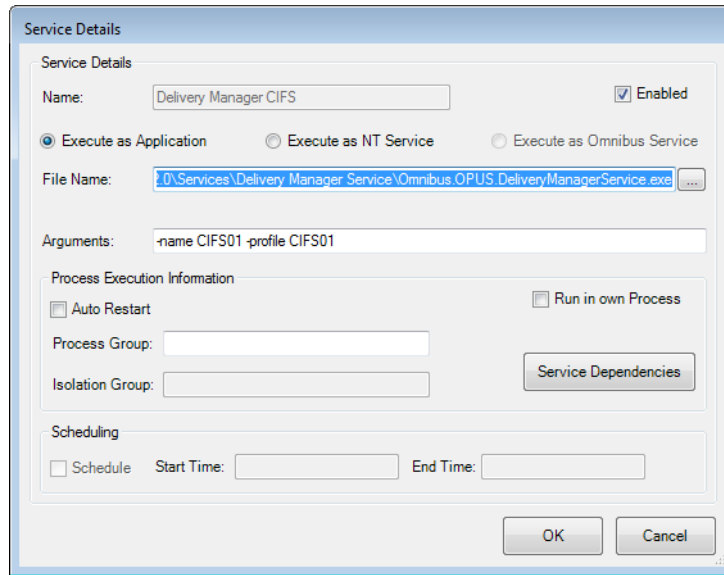 Service Details
Service Details
Name: Delivery Manager CIFS Enabled
Execute as Application Execute as NT Service Execute as Omnibus Service
File Name: 2.0\Services\Delivery Manager Service\Omnibus.OPUS.DeliveryManagerService.exe ...
Arguments: -name CIFS01 -profile CIFS01
Process Execution Information
Auto Restart Run in own Process
Process Group:
Isolation Group: Service Dependencies
Scheduling
Schedule Start Time: End Time:
OK Cancel